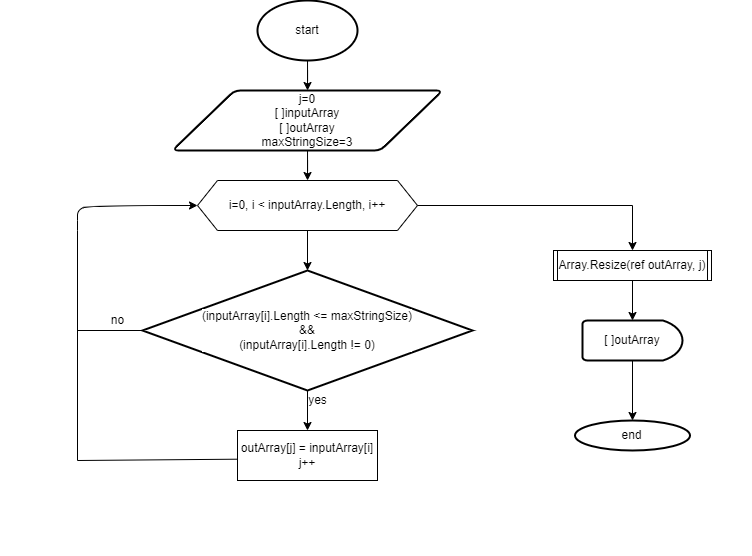 start
j=0
[ ]inputArray
[ ]outArray
maxStringSize=3
i=0, i < inputArray.Length, i++
(inputArray[i].Length <= maxStringSize)
&&
(inputArray[i].Length != 0)
no
yes
outArray[j] = inputArray[i]
j++
Array.Resize(ref outArray, j)
[ ]outArray
end